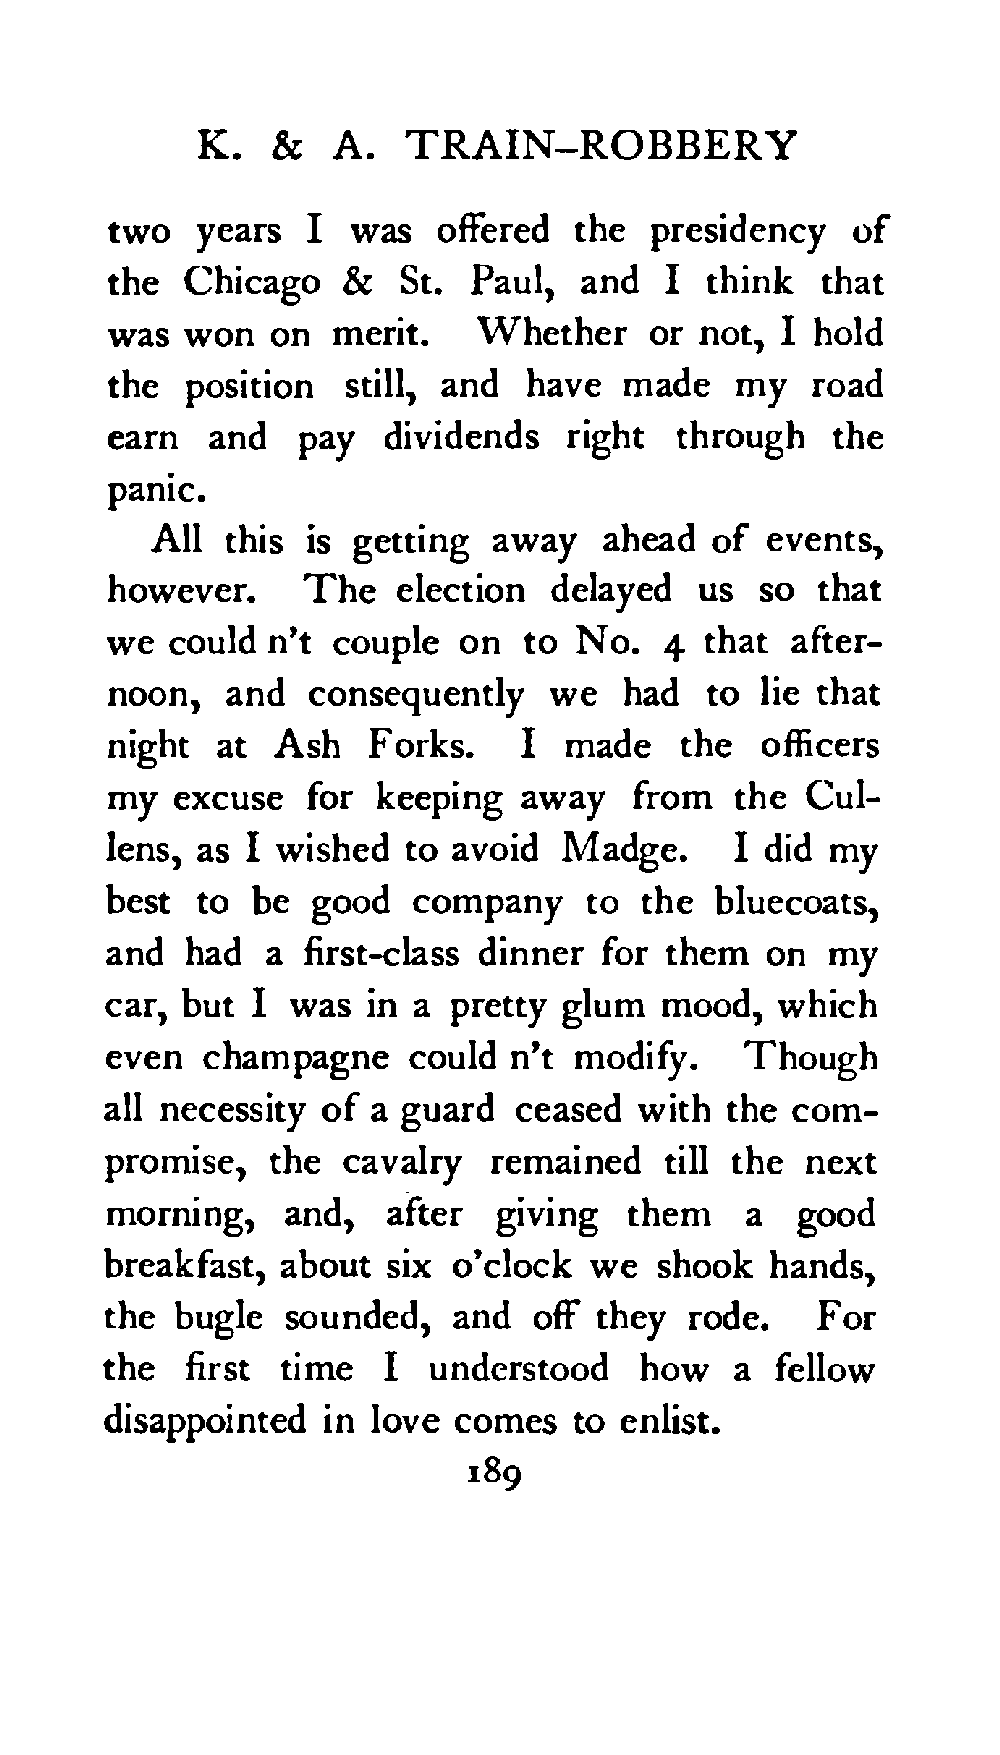 K. & A. TRAIN–ROBBERY
two years I was offered the presidency of
the Chicago & St. Paul, and I think that
was won on merit. Whether or not, I hold
the position still, and have made my road
earn and pay dividends right through the
panic.
All this is getting away ahead of events,
however. The election delayed us so that
we could n't couple on to No. 4 that after-
noon, and consequently we had to lie that
night at Ash Forks. I made the officers
my excuse for keeping away from the Cul-
lens, as I wished to avoid Madge. I did my
best to be good company to the bluecoats,
and had a first-class dinner for them on my
car, but I was in a pretty glum mood, which
even champagne could n't modify. Though
all necessity of a guard ceased with the com-
promise, the cavalry remained till the next
morning, and, after giving them a good
breakfast, about six o'clock we shook hands,
the bugle sounded, and off they rode. For
the first time I understood how a fellow
disappointed in love comes to enlist.
189